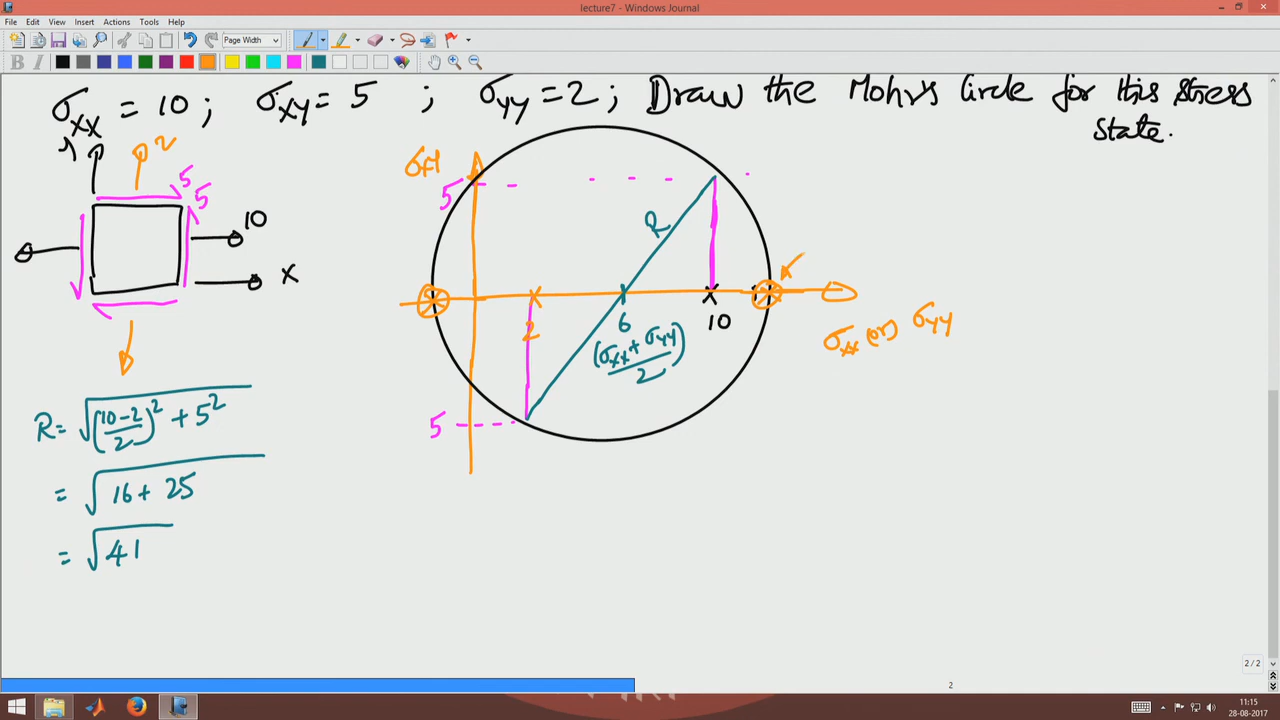 lecture7 - Windows Journal
File Edit View Insert Actions Tools Help
Page Width
B I
σxx = 10 ; σxy = 5 ; σyy = 2 ; Draw the Mohr's Circle for this stress
state.
y
2
5
5
10
x
σxy
5
R
2
6
10
(σxx + σyy)
2
σxx (or) σyy
5
R = √((10-2)/2)² + 5²
= √16 + 25
= √41
2/2
2
11:15
28-08-2017